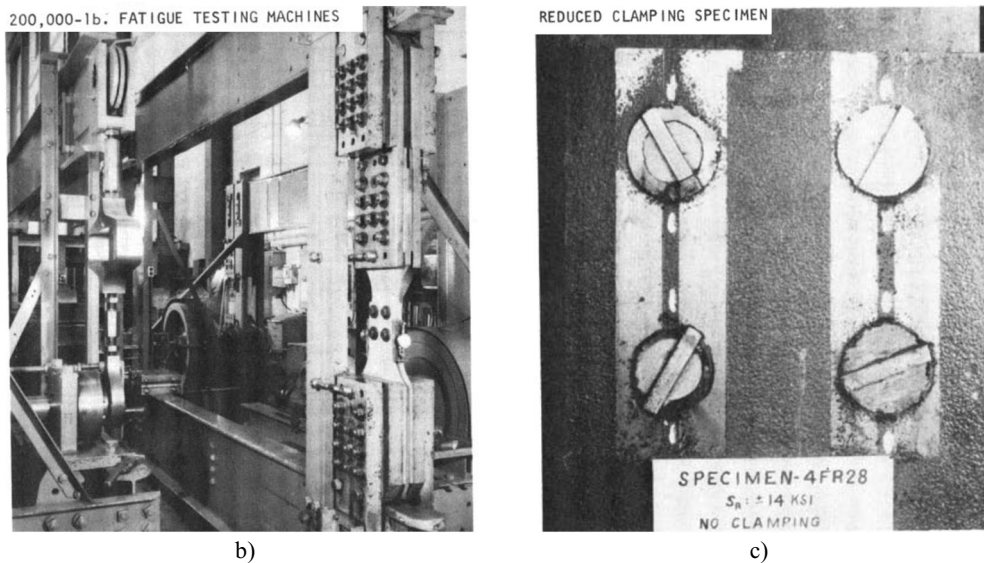 200,000-lb. FATIGUE TESTING MACHINES
REDUCED CLAMPING SPECIMEN
SPECIMEN-4FR28
SR: ±14 KSI
NO CLAMPING
b)
c)